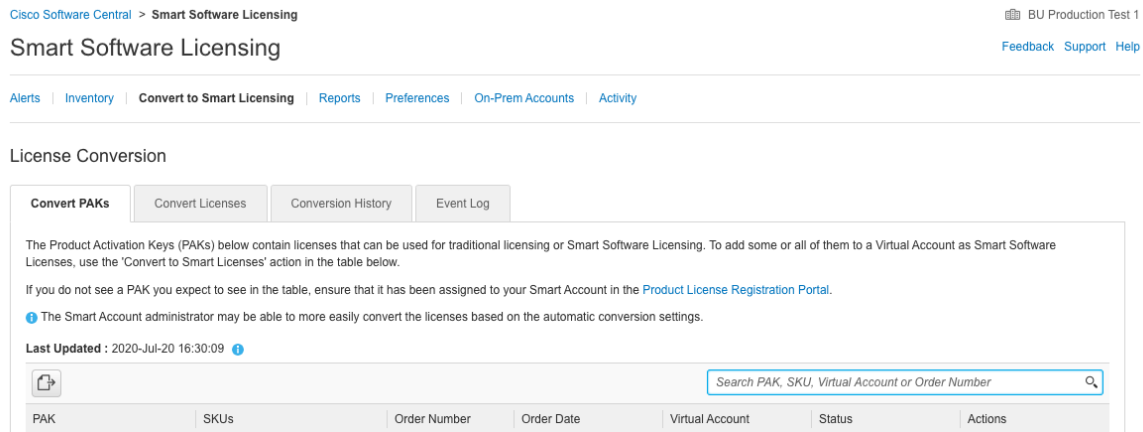 Cisco Software Central > Smart Software Licensing
BU Production Test 1
Smart Software Licensing
Feedback Support Help
Alerts | Inventory | Convert to Smart Licensing | Reports | Preferences | On-Prem Accounts | Activity
License Conversion
Convert PAKs Convert Licenses Conversion History Event Log
The Product Activation Keys (PAKs) below contain licenses that can be used for traditional licensing or Smart Software Licensing. To add some or all of them to a Virtual Account as Smart Software
Licenses, use the 'Convert to Smart Licenses' action in the table below.
If you do not see a PAK you expect to see in the table, ensure that it has been assigned to your Smart Account in the Product License Registration Portal.
The Smart Account administrator may be able to more easily convert the licenses based on the automatic conversion settings.
Last Updated : 2020-Jul-20 16:30:09
Search PAK, SKU, Virtual Account or Order Number
PAK SKUs Order Number Order Date Virtual Account Status Actions